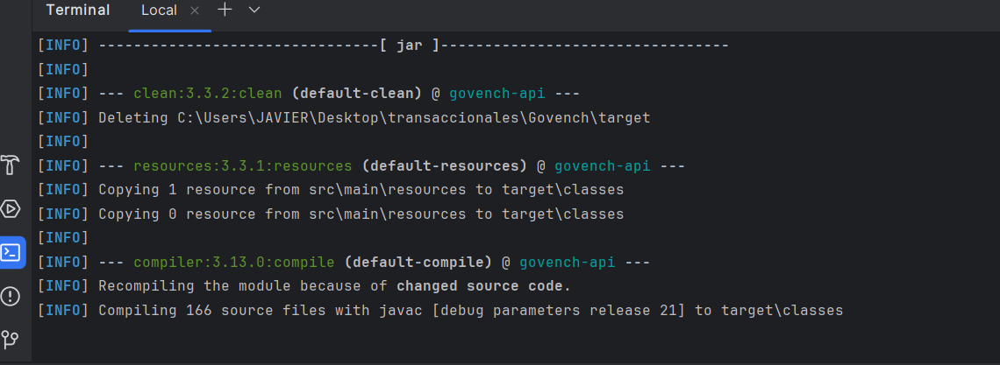 Terminal Local
[INFO] --------------------------------[ jar ]---------------------------------
[INFO]
[INFO] --- clean:3.3.2:clean (default-clean) @ govench-api ---
[INFO] Deleting C:\Users\JAVIER\Desktop\transaccionales\Govench\target
[INFO]
[INFO] --- resources:3.3.1:resources (default-resources) @ govench-api ---
[INFO] Copying 1 resource from src\main\resources to target\classes
[INFO] Copying 0 resource from src\main\resources to target\classes
[INFO]
[INFO] --- compiler:3.13.0:compile (default-compile) @ govench-api ---
[INFO] Recompiling the module because of changed source code.
[INFO] Compiling 166 source files with javac [debug parameters release 21] to target\classes